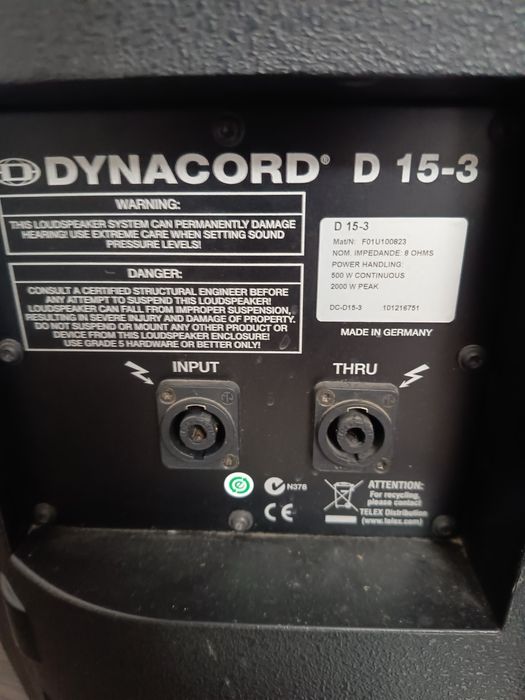 DYNACORD® D 15-3
WARNING:
THIS LOUDSPEAKER SYSTEM CAN PERMANENTLY DAMAGE
HEARING! USE EXTREME CARE WHEN SETTING SOUND
PRESSURE LEVELS!
DANGER:
CONSULT A CERTIFIED STRUCTURAL ENGINEER BEFORE
ANY ATTEMPT TO SUSPEND THIS LOUDSPEAKER!
LOUDSPEAKER CAN FALL FROM IMPROPER SUSPENSION,
RESULTING IN SEVERE INJURY AND DAMAGE OF PROPERTY.
DO NOT SUSPEND OR MOUNT ANY OTHER PRODUCT OR
DEVICE FROM THIS LOUDSPEAKER ENCLOSURE!
USE GRADE 5 HARDWARE OR BETTER ONLY!
D 15-3
Mat/N: F01U100823
NOM. IMPEDANDE: 8 OHMS
POWER HANDLING:
500 W CONTINUOUS
2000 W PEAK
DC-D15-3 101216751
MADE IN GERMANY
INPUT
THRU
N378
CE
ATTENTION:
For recycling,
please contact
TELEX Distribution
(www.telex.com)